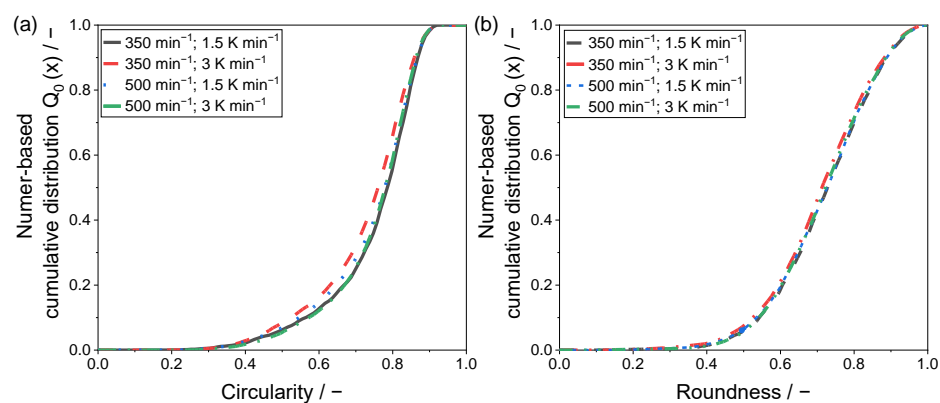 (a)
Numer-based
cumulative distribution Q₀ (x) / −
1.0
0.8
0.6
0.4
0.2
0.0
350 min⁻¹; 1.5 K min⁻¹
350 min⁻¹; 3 K min⁻¹
500 min⁻¹; 1.5 K min⁻¹
500 min⁻¹; 3 K min⁻¹
0.0 0.2 0.4 0.6 0.8 1.0
Circularity / −
(b)
Numer-based
cumulative distribution Q₀ (x) / −
1.0
0.8
0.6
0.4
0.2
0.0
350 min⁻¹; 1.5 K min⁻¹
350 min⁻¹; 3 K min⁻¹
500 min⁻¹; 1.5 K min⁻¹
500 min⁻¹; 3 K min⁻¹
0.0 0.2 0.4 0.6 0.8 1.0
Roundness / −